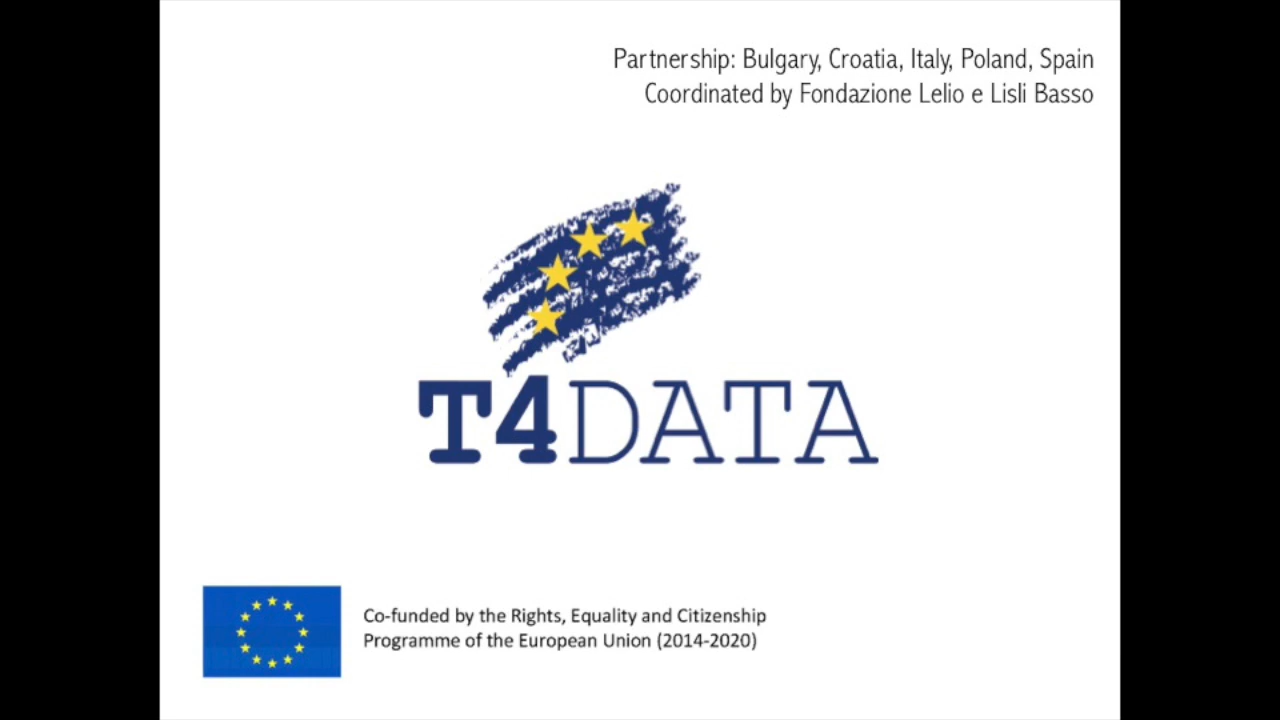 Partnership: Bulgary, Croatia, Italy, Poland, Spain
Coordinated by Fondazione Lelio e Lisli Basso
T4DATA
Co-funded by the Rights, Equality and Citizenship
Programme of the European Union (2014-2020)